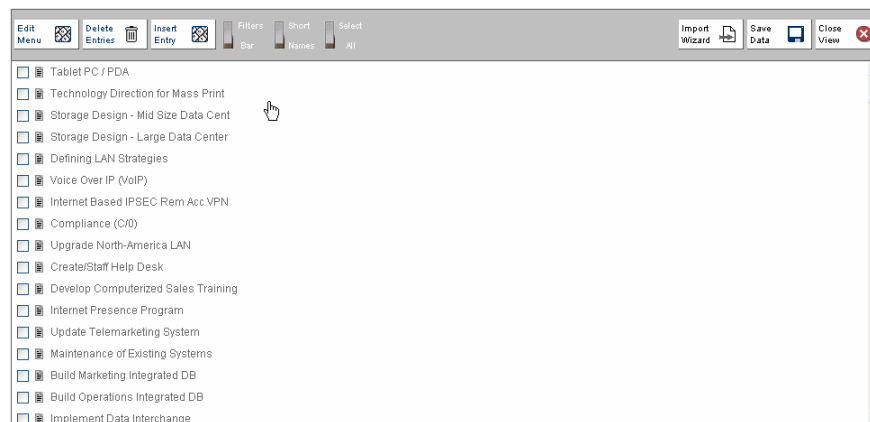 Edit Menu
Delete Entries
Insert Entry
Filters Bar
Short Names
Select All
Import Wizard
Save Data
Close View
Tablet PC / PDA
Technology Direction for Mass Print
Storage Design - Mid Size Data Cent
Storage Design - Large Data Center
Defining LAN Strategies
Voice Over IP (VoIP)
Internet Based IPSEC Rem Acc VPN
Compliance (C/0)
Upgrade North-America LAN
Create/Staff Help Desk
Develop Computerized Sales Training
Internet Presence Program
Update Telemarketing System
Maintenance of Existing Systems
Build Marketing Integrated DB
Build Operations Integrated DB
Implement Data Interchange